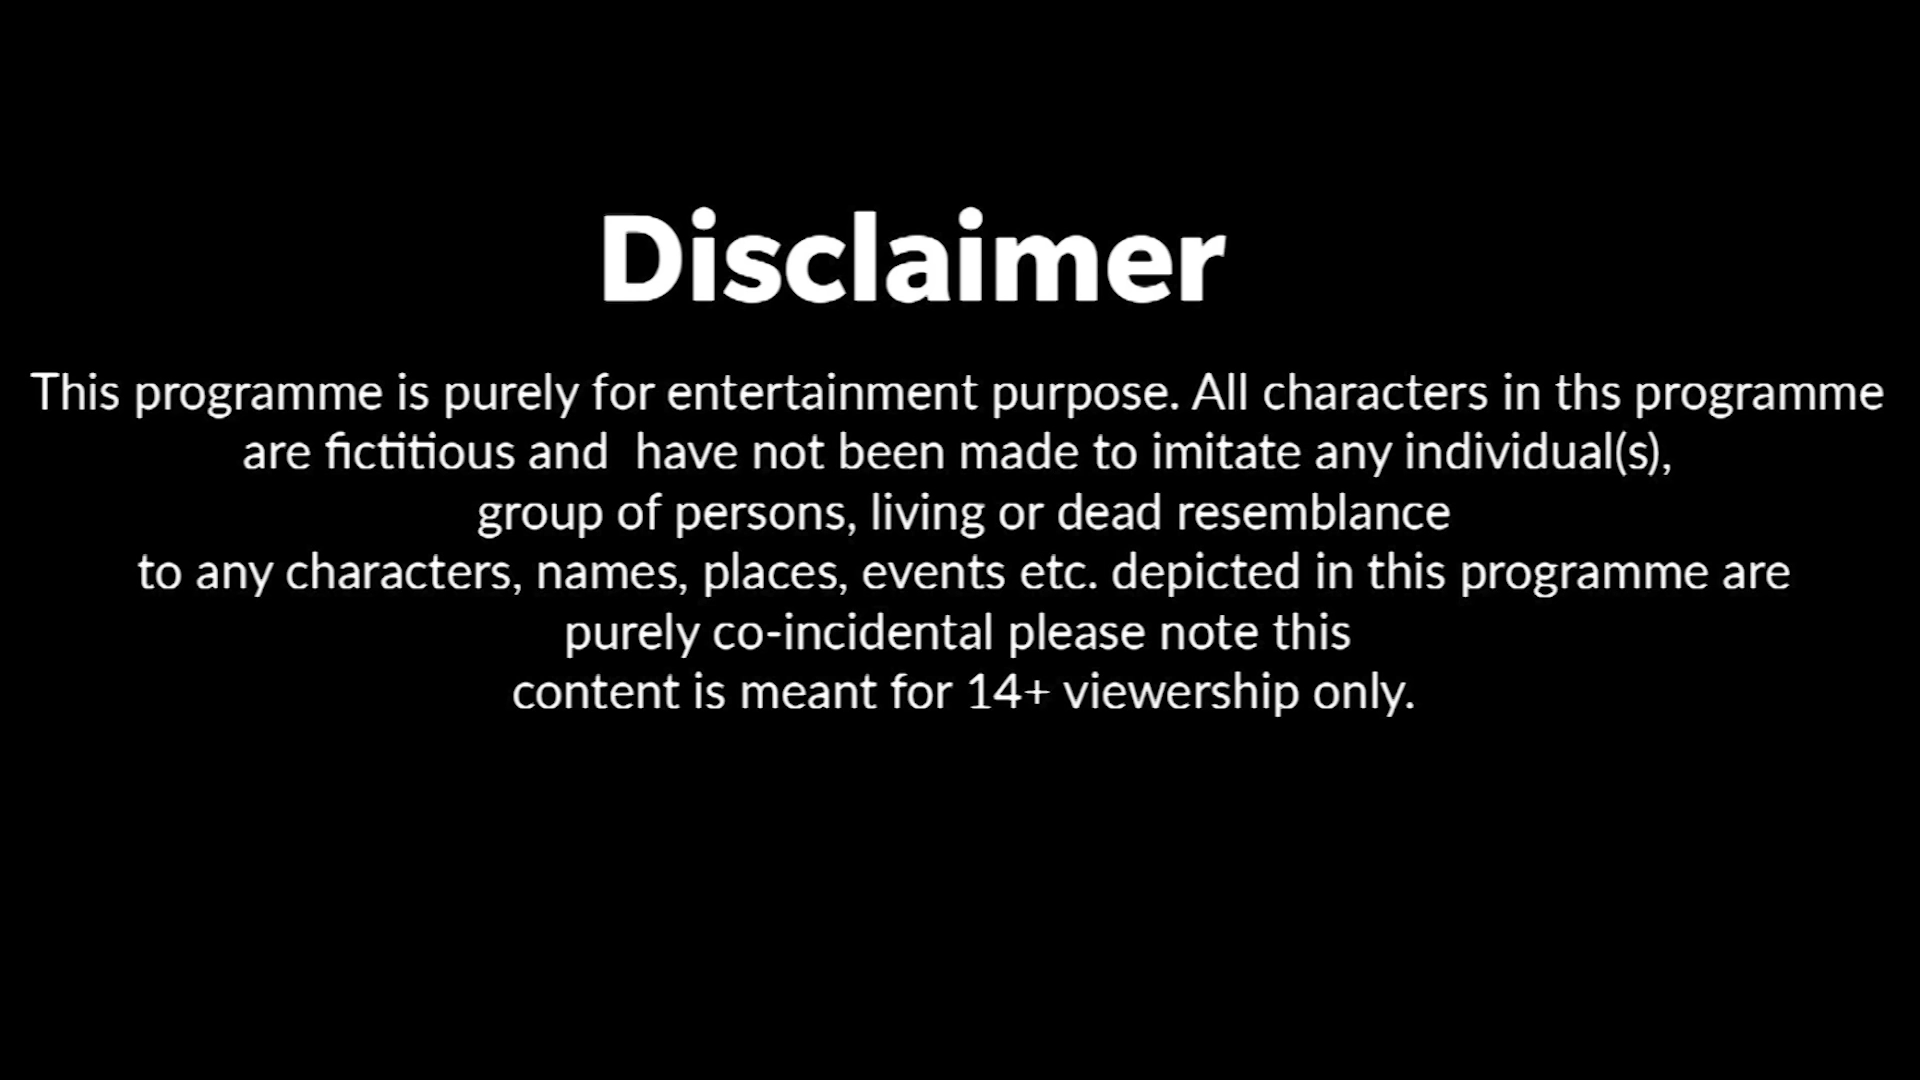 Disclaimer
This programme is purely for entertainment purpose. All characters in ths programme
are fictitious and  have not been made to imitate any individual(s),
group of persons, living or dead resemblance
to any characters, names, places, events etc. depicted in this programme are
purely co-incidental please note this
content is meant for 14+ viewership only.